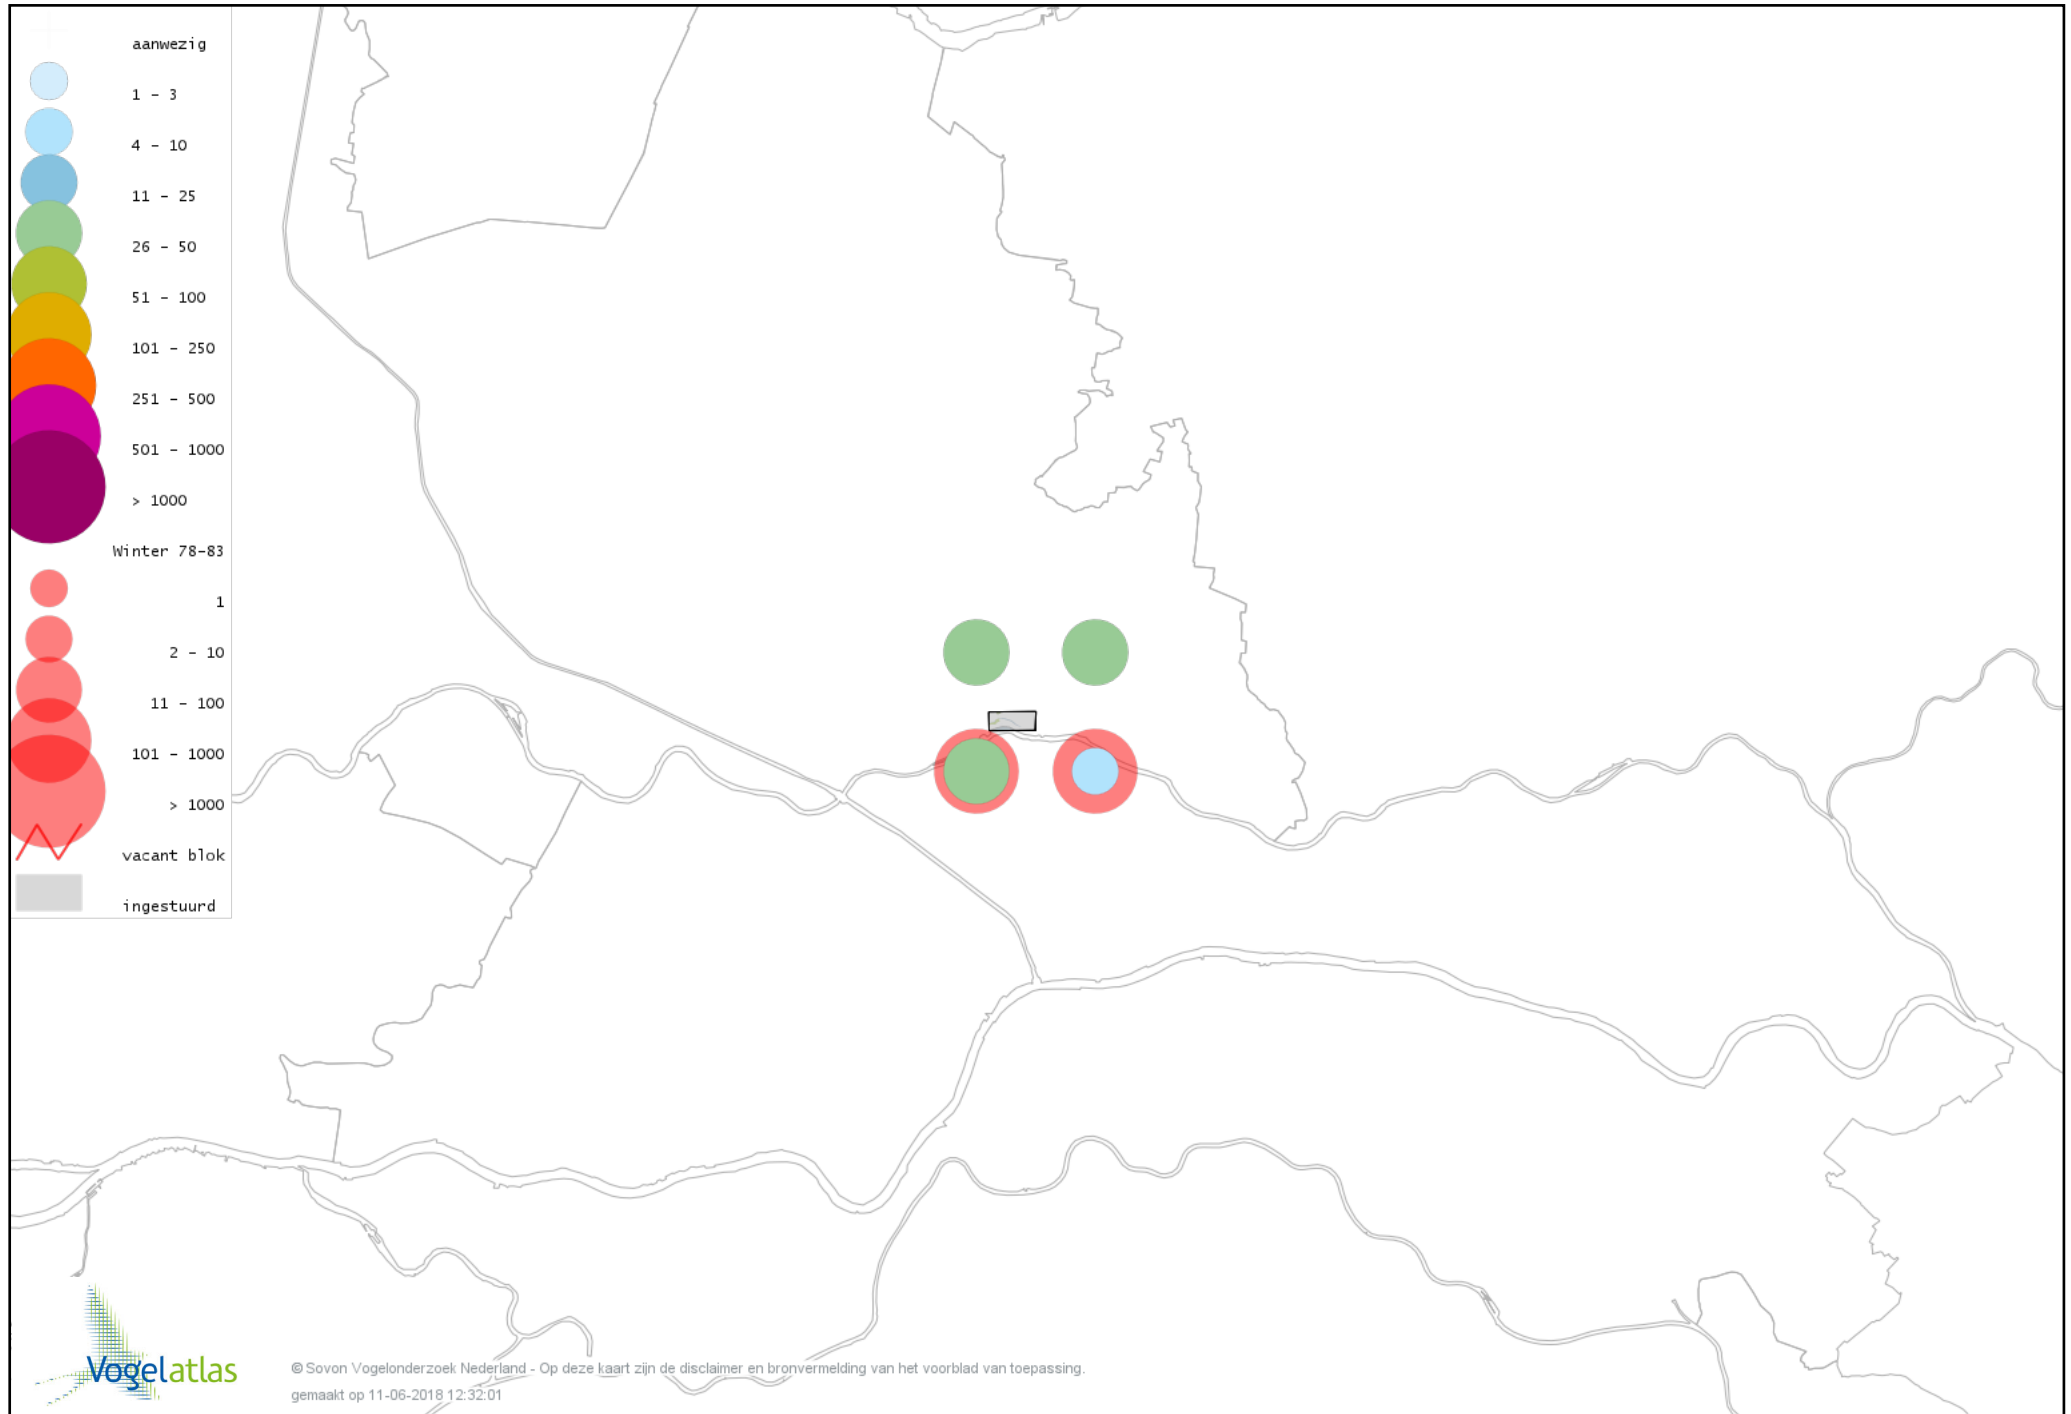 aanwezig
1 - 3
4 - 10
11 - 25
26 - 50
51 - 100
101 - 250
251 - 500
501 - 1000
> 1000
Winter 78-83
1
2 - 10
11 - 100
101 - 1000
> 1000
vacant blok
ingestuurd
Vogelatlas
© Sovon Vogelonderzoek Nederland - Op deze kaart zijn de disclaimer en bronvermelding van het voorblad van toepassing.
gemaakt op 11-06-2018 12:32:01